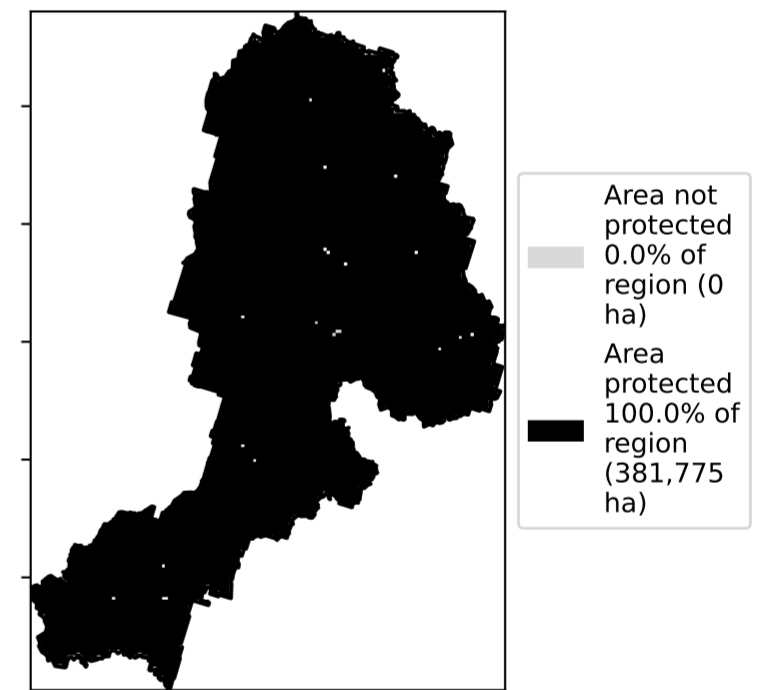 Area not
protected
0.0% of
region (0
ha)
Area
protected
100.0% of
region
(381,775
ha)